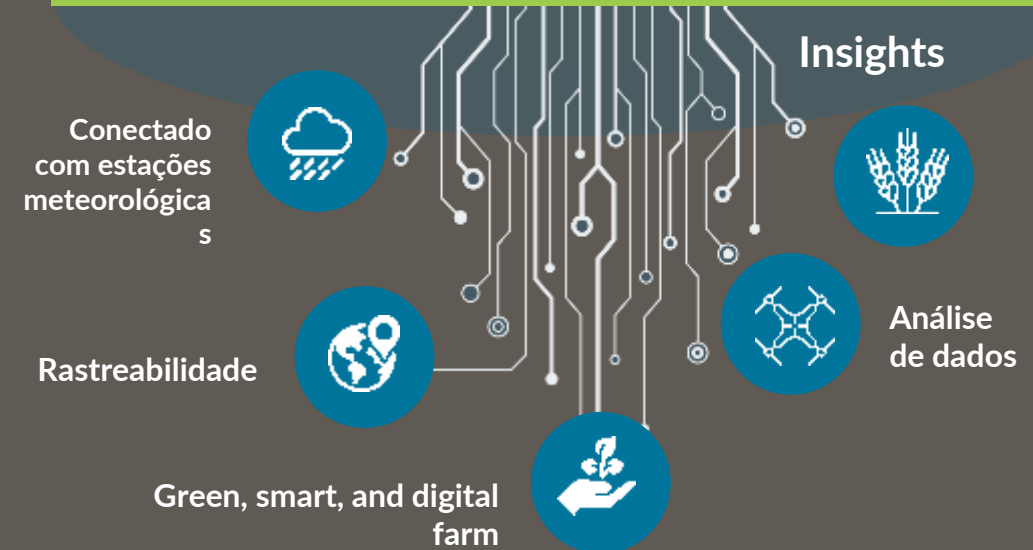 Insights
Conectado
com estações
meteorológica
s
Análise
de dados
Rastreabilidade
Green, smart, and digital
farm